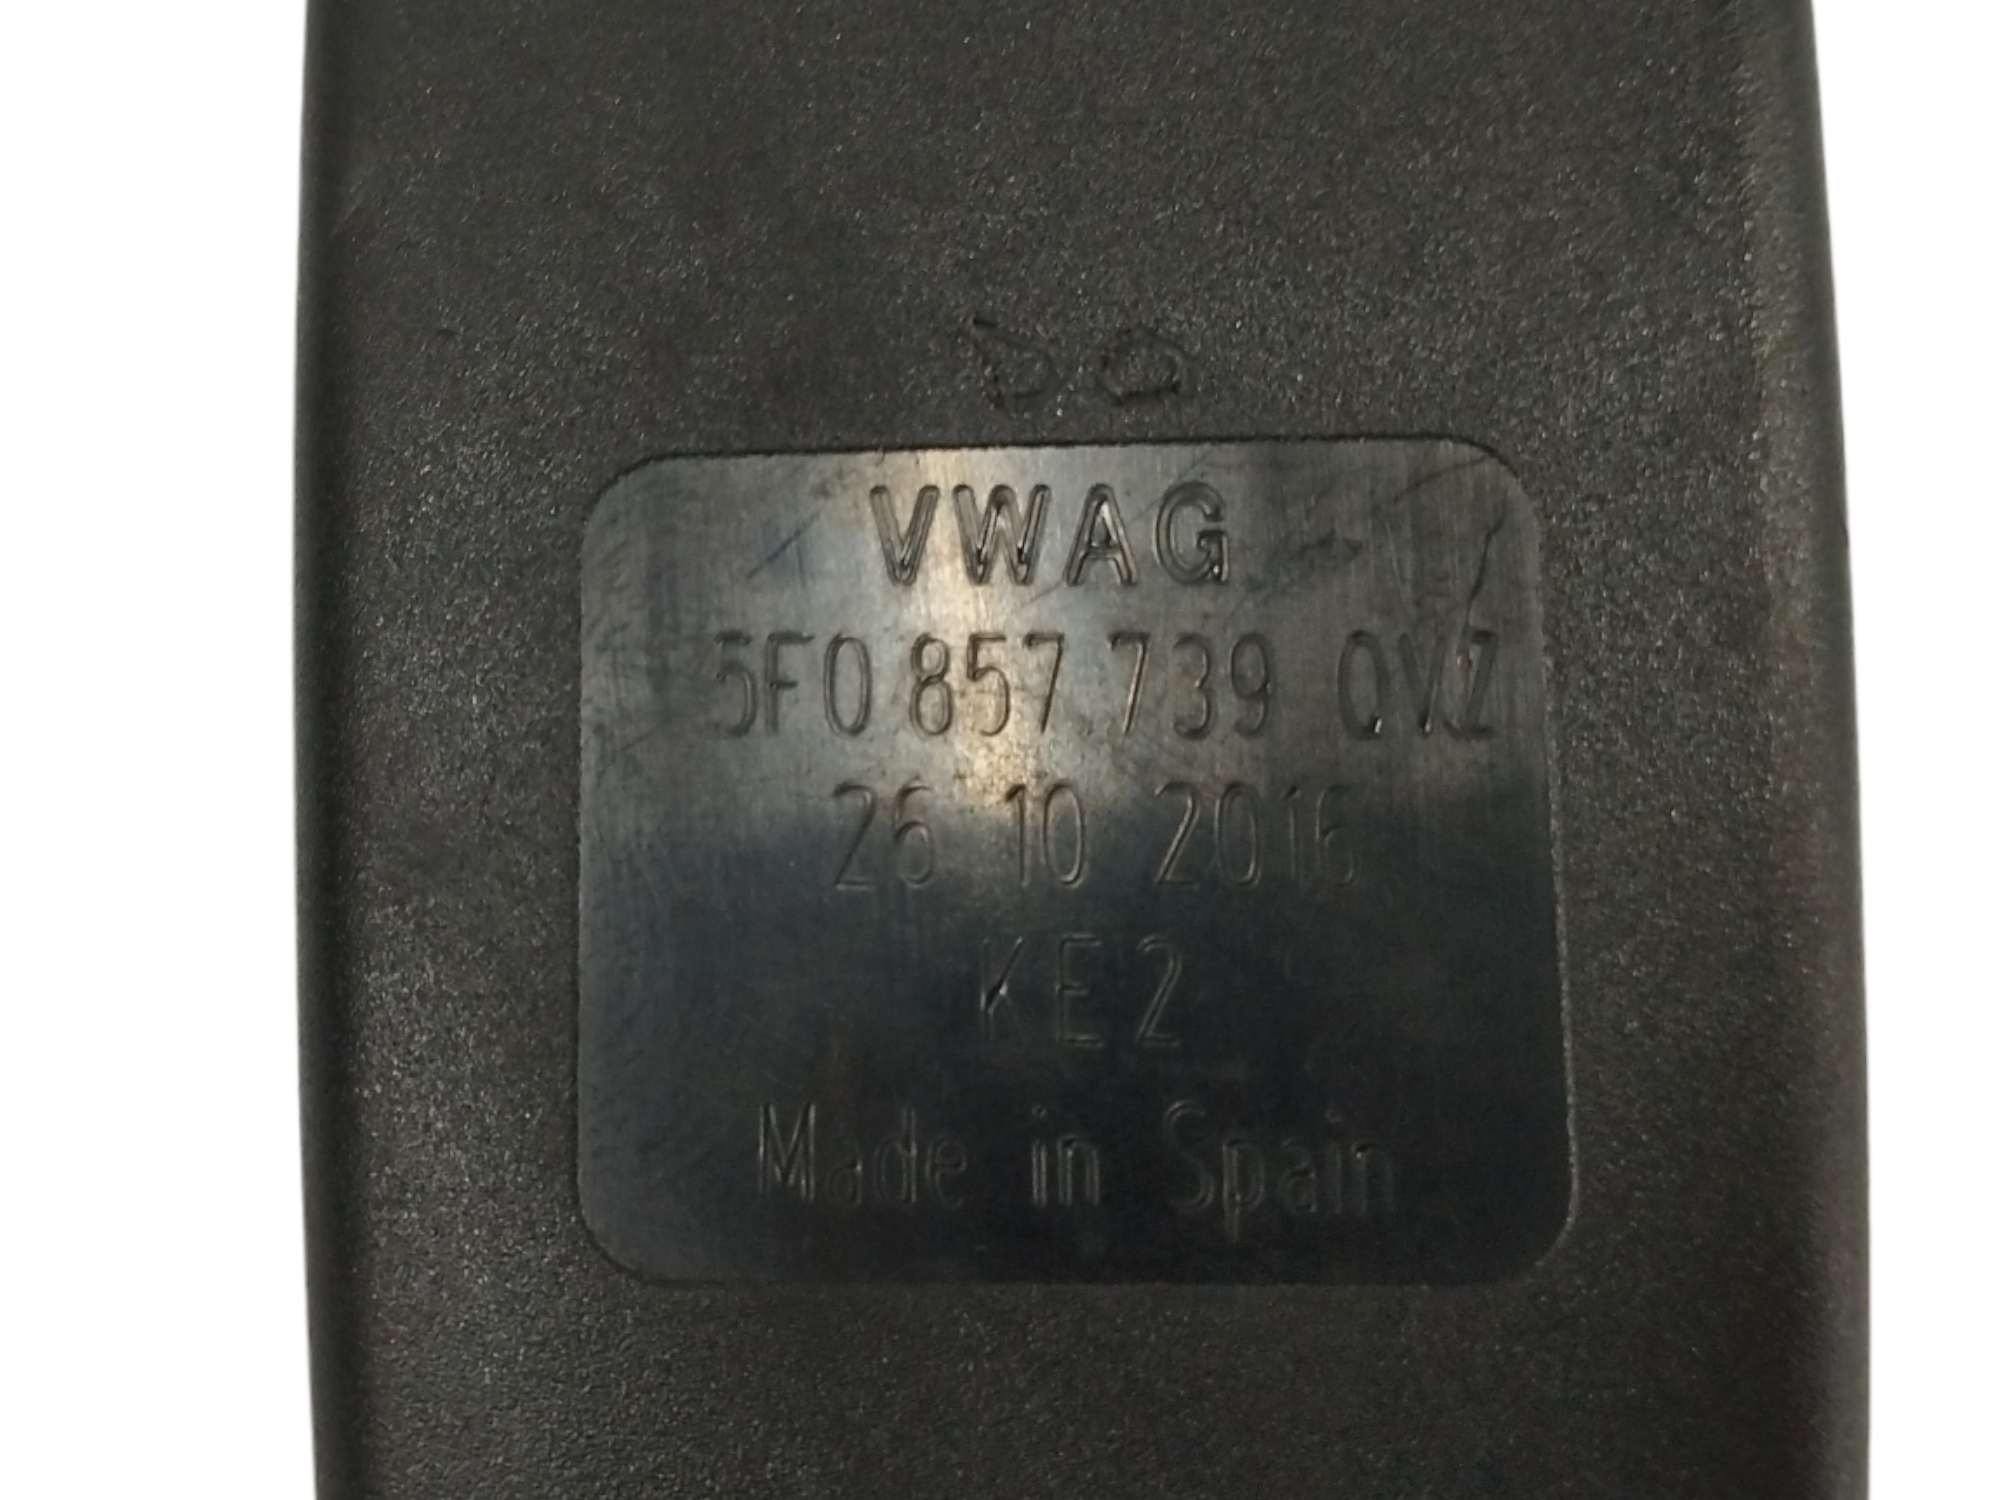 VWAG
5F0 857 739 QVZ
26 10 2016
KE2
Made in Spain